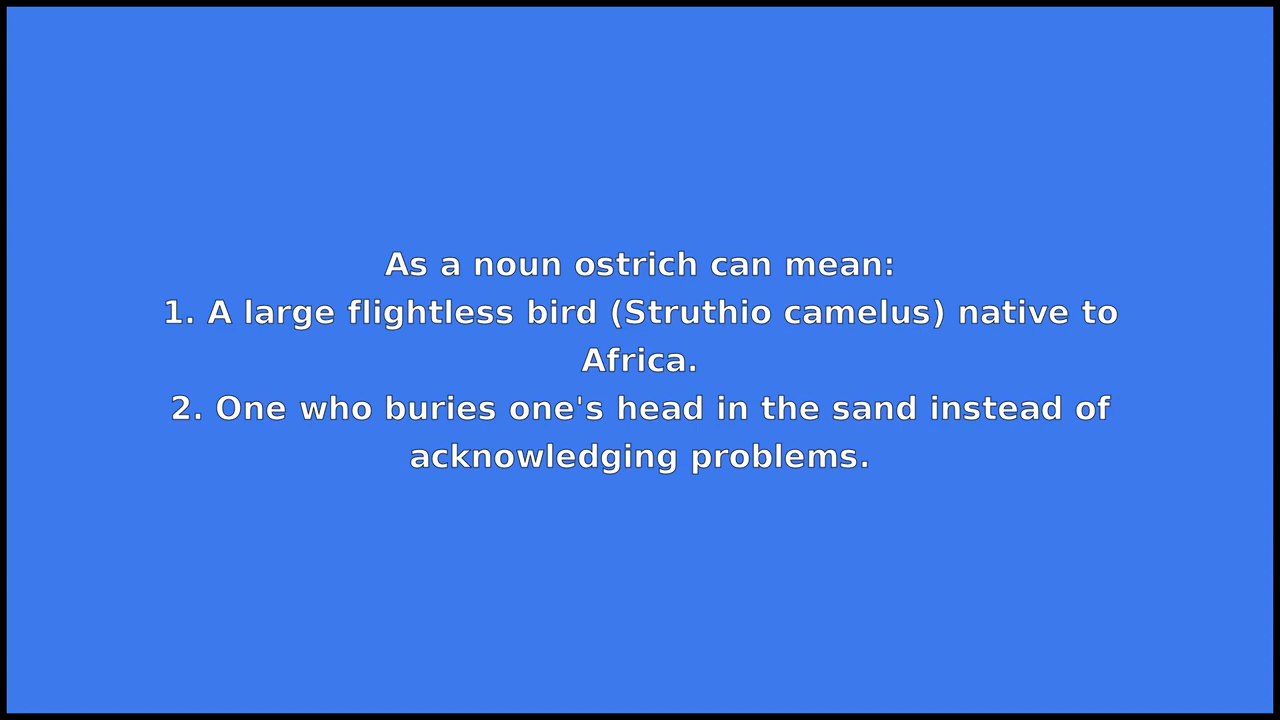 As a noun ostrich can mean:
1. A large flightless bird (Struthio camelus) native to
Africa.
2. One who buries one's head in the sand instead of
acknowledging problems.